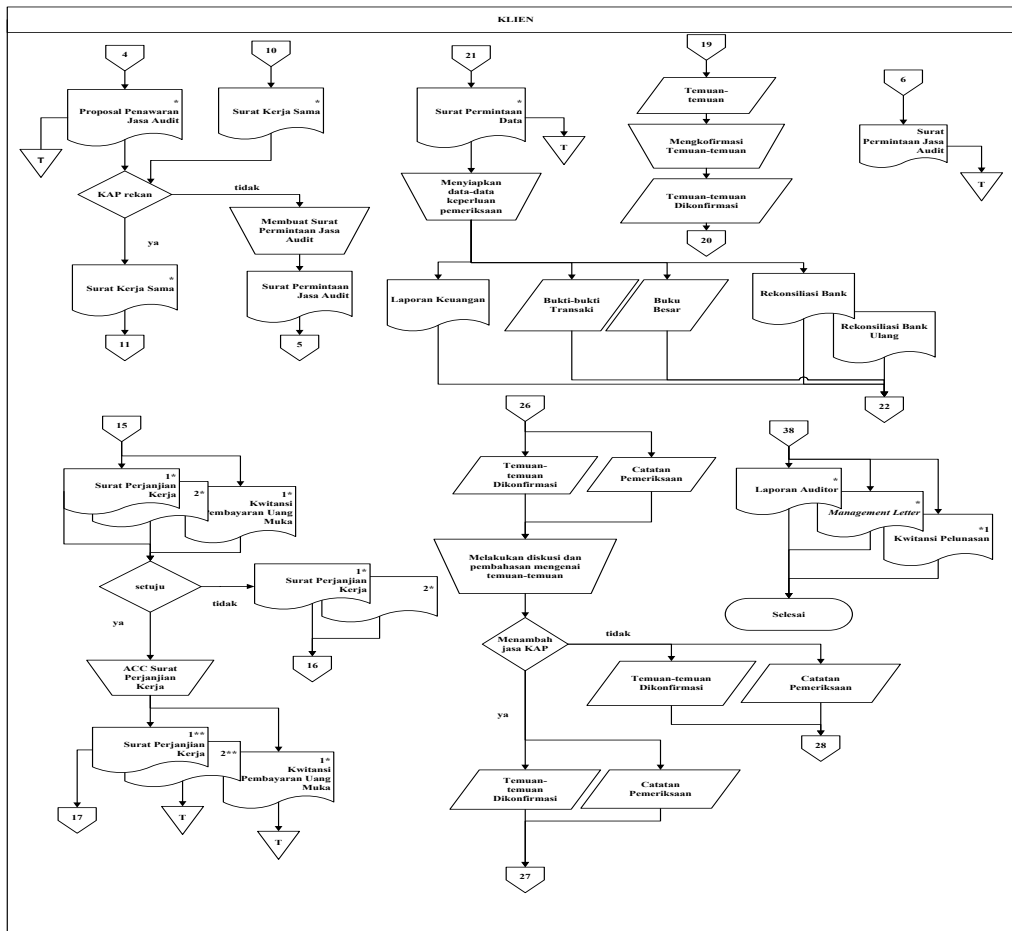 KLIEN
4
*
Proposal Penawaran
Jasa Audit
T
10
*
Surat Kerja Sama
KAP rekan
tidak
Membuat Surat
Permintaan Jasa
Audit
ya
*
Surat Kerja Sama
11
Surat Permintaan
Jasa Audit
5
21
*
Surat Permintaan
Data
T
Menyiapkan
data-data
keperluan
pemeriksaan
Laporan Keuangan
Bukti-bukti
Transaki
Buku
Besar
Rekonsiliasi Bank
Rekonsiliasi Bank
Ulang
22
19
Temuan-
temuan
Mengkofirmasi
Temuan-temuan
Temuan-temuan
Dikonfirmasi
20
6
Surat
Permintaan Jasa
Audit
T
15
1*
Surat Perjanjian
Kerja
2*
1*
Kwitansi
Pembayaran Uang
Muka
setuju
tidak
1*
Surat Perjanjian
Kerja
2*
16
ya
ACC Surat
Perjanjian
Kerja
1**
Surat Perjanjian
Kerja
2**
1*
Kwitansi
Pembayaran Uang
Muka
17
T
T
26
Temuan-
temuan
Dikonfirmasi
Catatan
Pemeriksaan
Melakukan diskusi dan
pembahasan mengenai
temuan-temuan
Menambah
jasa KAP
tidak
Temuan-temuan
Dikonfirmasi
Catatan
Pemeriksaan
28
ya
Temuan-
temuan
Dikonfirmasi
Catatan
Pemeriksaan
27
38
*
Laporan Auditor
*
Management Letter
*1
Kwitansi Pelunasan
Selesai